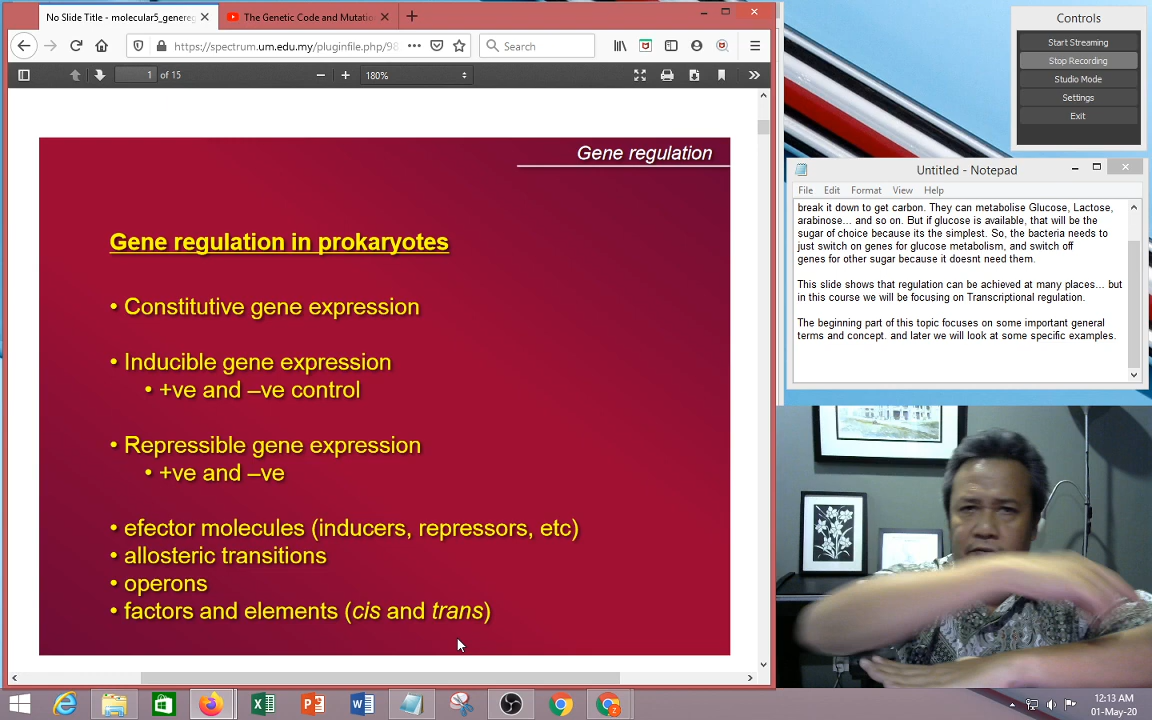 No Slide Title - molecular5_genere
The Genetic Code and Mutatio
https://spectrum.um.edu.my/pluginfile.php/98
Search
1 of 15
180%
Gene regulation
Gene regulation in prokaryotes
• Constitutive gene expression
• Inducible gene expression
• +ve and –ve control
• Repressible gene expression
• +ve and –ve
• efector molecules (inducers, repressors, etc)
• allosteric transitions
• operons
• factors and elements (cis and trans)
Controls
Start Streaming
Stop Recording
Studio Mode
Settings
Exit
Untitled - Notepad
File Edit Format View Help
break it down to get carbon. They can metabolise Glucose, Lactose,
arabinose... and so on. But if glucose is available, that will be the
sugar of choice because its the simplest. So, the bacteria needs to
just switch on genes for glucose metabolism, and switch off
genes for other sugar because it doesnt need them.
This slide shows that regulation can be achieved at many places... but
in this course we will be focusing on Transcriptional regulation.
The beginning part of this topic focuses on some important general
terms and concept. and later we will look at some specific examples.
12:13 AM
01-May-20